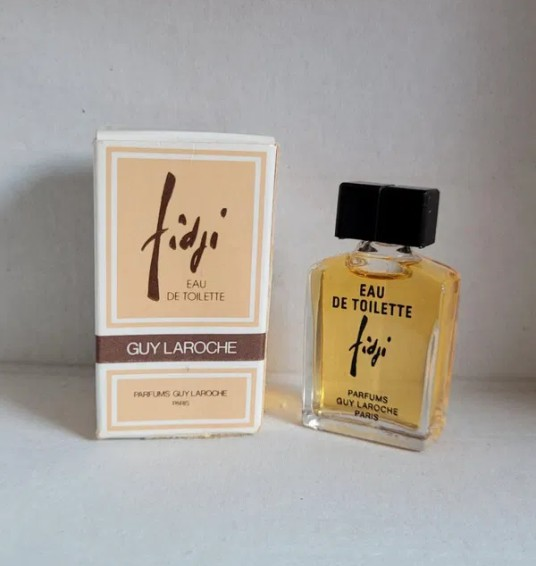 fidji
EAU
DE TOILETTE
GUY LAROCHE
PARFUMS GUY LAROCHE
PARIS
EAU
DE TOILETTE
fidji
PARFUMS
GUY LAROCHE
PARIS